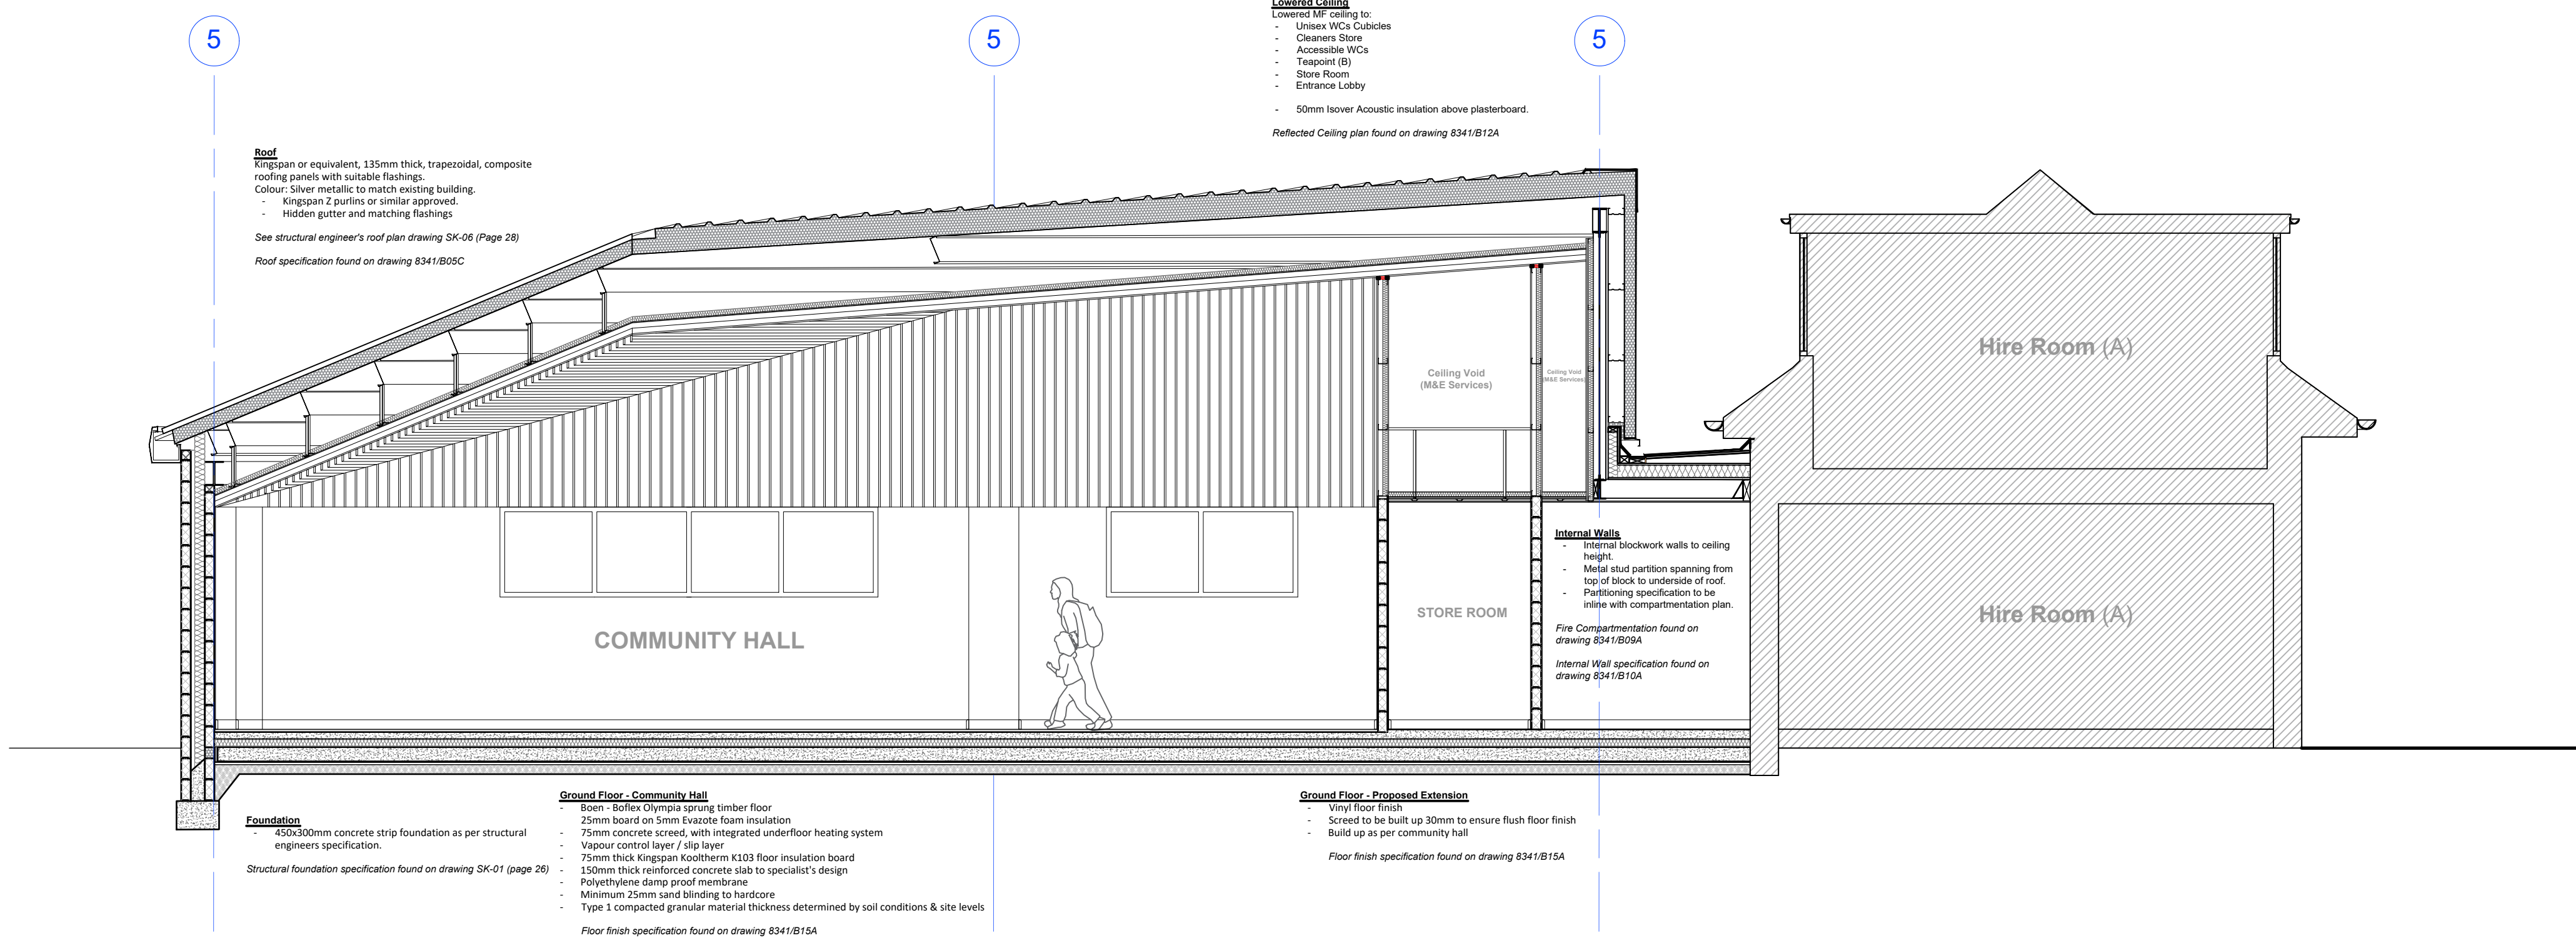 Lowered Ceiling
Lowered MF ceiling to:
- Unisex WCs Cubicles
- Cleaners Store
- Accessible WCs
- Teapoint (B)
- Store Room
- Entrance Lobby
- 50mm Isover Acoustic insulation above plasterboard.
Reflected Ceiling plan found on drawing 8341/B12A
5
5
5
Roof
Kingspan or equivalent, 135mm thick, trapezoidal, composite
roofing panels with suitable flashings.
Colour: Silver metallic to match existing building.
- Kingspan Z purlins or similar approved.
- Hidden gutter and matching flashings
See structural engineer's roof plan drawing SK-06 (Page 28)
Roof specification found on drawing 8341/B05C
Ceiling Void
(M&E Services)
Ceiling Void
(M&E Services)
Hire Room (A)
COMMUNITY HALL
STORE ROOM
Internal Walls
- Internal blockwork walls to ceiling
height.
- Metal stud partition spanning from
top of block to underside of roof.
- Partitioning specification to be
inline with compartmentation plan.
Fire Compartmentation found on
drawing 8341/B09A
Internal Wall specification found on
drawing 8341/B10A
Hire Room (A)
Foundation
- 450x300mm concrete strip foundation as per structural
engineers specification.
Structural foundation specification found on drawing SK-01 (page 26)
Ground Floor - Community Hall
- Boen - Boflex Olympia sprung timber floor
25mm board on 5mm Evazote foam insulation
- 75mm concrete screed, with integrated underfloor heating system
- Vapour control layer / slip layer
- 75mm thick Kingspan Kooltherm K103 floor insulation board
- 150mm thick reinforced concrete slab to specialist's design
- Polyethylene damp proof membrane
- Minimum 25mm sand blinding to hardcore
- Type 1 compacted granular material thickness determined by soil conditions & site levels
Floor finish specification found on drawing 8341/B15A
Ground Floor - Proposed Extension
- Vinyl floor finish
- Screed to be built up 30mm to ensure flush floor finish
- Build up as per community hall
Floor finish specification found on drawing 8341/B15A